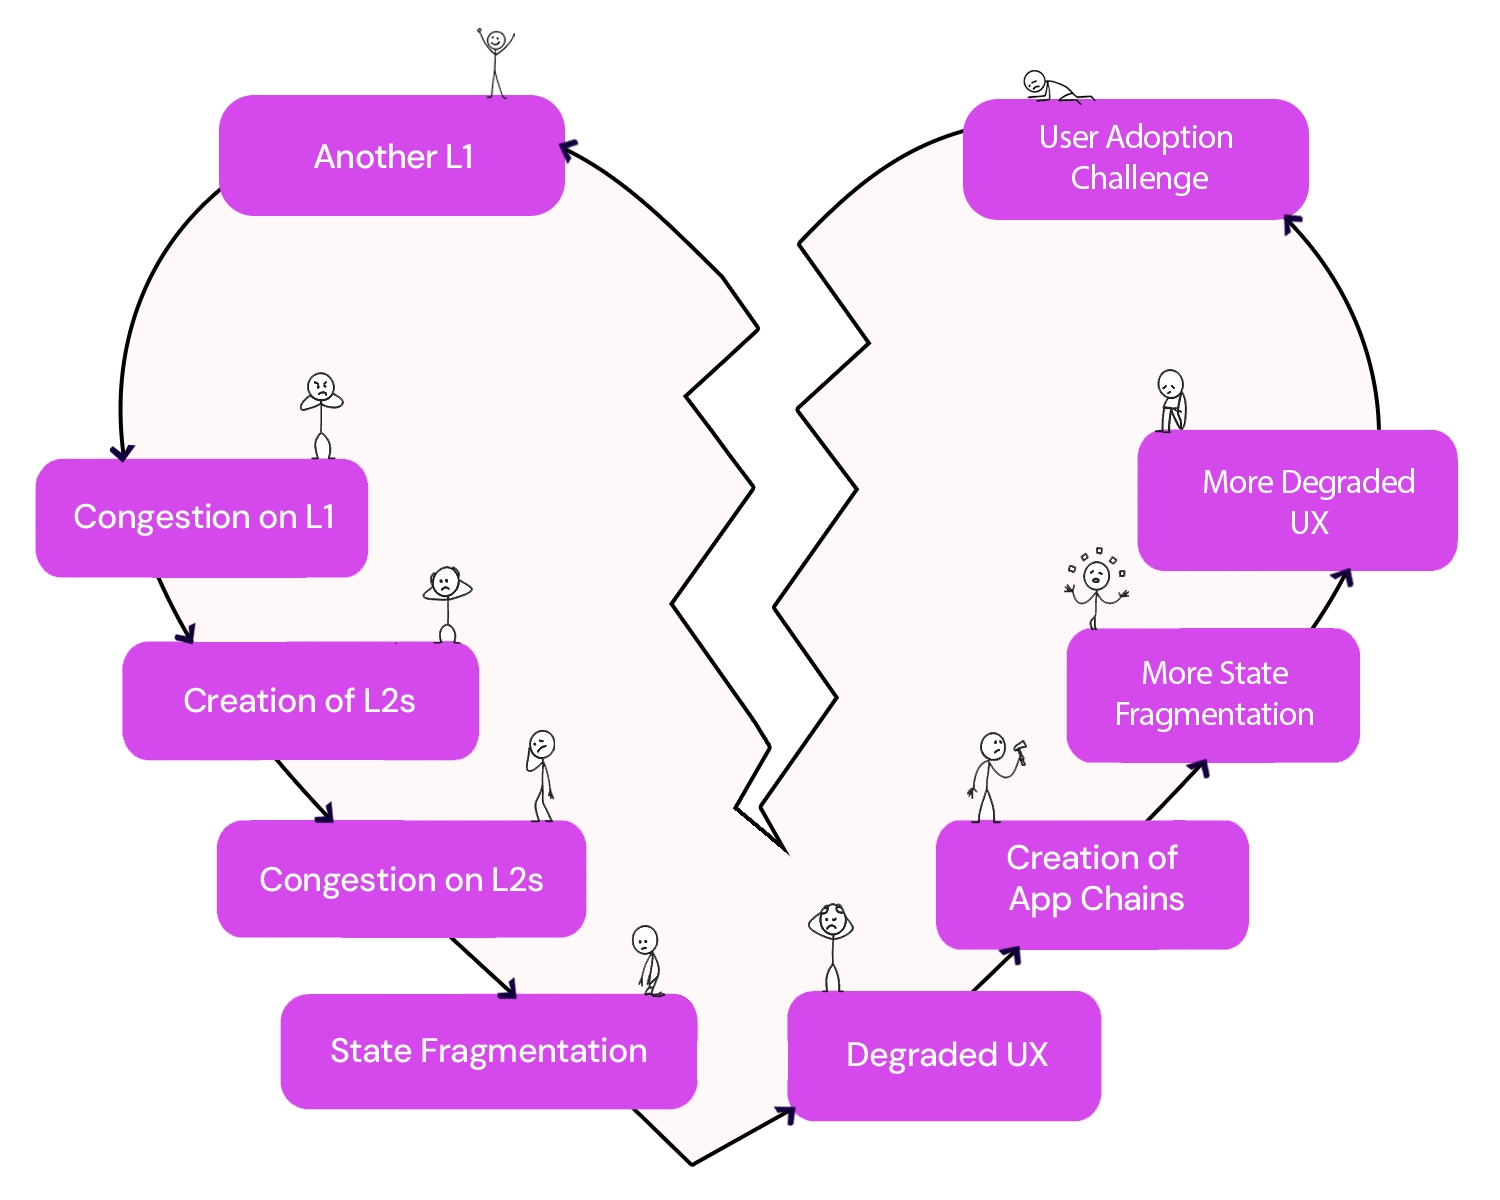 Another L1
Congestion on L1
Creation of L2s
Congestion on L2s
State Fragmentation
Degraded UX
Creation of
App Chains
More State
Fragmentation
More Degraded
UX
User Adoption
Challenge